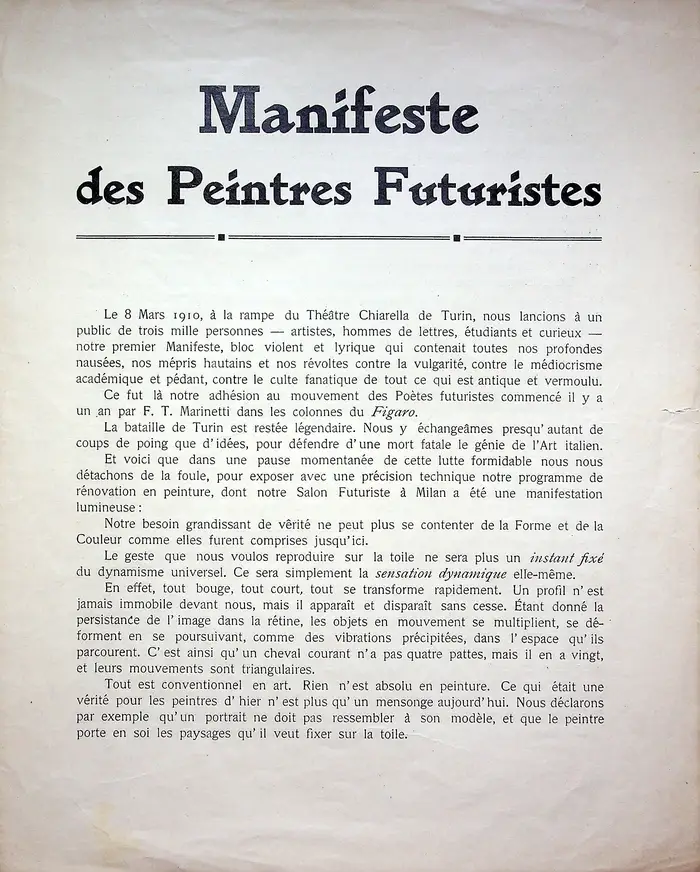 Manifeste
des Peintres Futuristes
Le 8 Mars 1910, à la rampe du Théâtre Chiarella de Turin, nous lancions à un
public de trois mille personnes — artistes, hommes de lettres, étudiants et curieux —
notre premier Manifeste, bloc violent et lyrique qui contenait toutes nos profondes
nausées, nos mépris hautains et nos révoltes contre la vulgarité, contre le médiocrisme
académique et pédant, contre le culte fanatique de tout ce qui est antique et vermoulu.
Ce fut là notre adhésion au mouvement des Poètes futuristes commencé il y a
un an par F. T. Marinetti dans les colonnes du Figaro.
La bataille de Turin est restée légendaire. Nous y échangeâmes presqu'autant de
coups de poing que d'idées, pour défendre d'une mort fatale le génie de l'Art italien.
Et voici que dans une pause momentanée de cette lutte formidable nous nous
détachons de la foule, pour exposer avec une précision technique notre programme de
rénovation en peinture, dont notre Salon Futuriste à Milan a été une manifestation
lumineuse :
Notre besoin grandissant de vérité ne peut plus se contenter de la Forme et de la
Couleur comme elles furent comprises jusqu'ici.
Le geste que nous voulos reproduire sur la toile ne sera plus un instant fixé
du dynamisme universel. Ce sera simplement la sensation dynamique elle-même.
En effet, tout bouge, tout court, tout se transforme rapidement. Un profil n'est
jamais immobile devant nous, mais il apparaît et disparaît sans cesse. Étant donné la
persistance de l'image dans la rétine, les objets en mouvement se multiplient, se dé-
forment en se poursuivant, comme des vibrations précipitées, dans l'espace qu'ils
parcourent. C'est ainsi qu'un cheval courant n'a pas quatre pattes, mais il en a vingt,
et leurs mouvements sont triangulaires.
Tout est conventionnel en art. Rien n'est absolu en peinture. Ce qui était une
vérité pour les peintres d'hier n'est plus qu'un mensonge aujourd'hui. Nous déclarons
par exemple qu'un portrait ne doit pas ressembler à son modèle, et que le peintre
porte en soi les paysages qu'il veut fixer sur la toile.